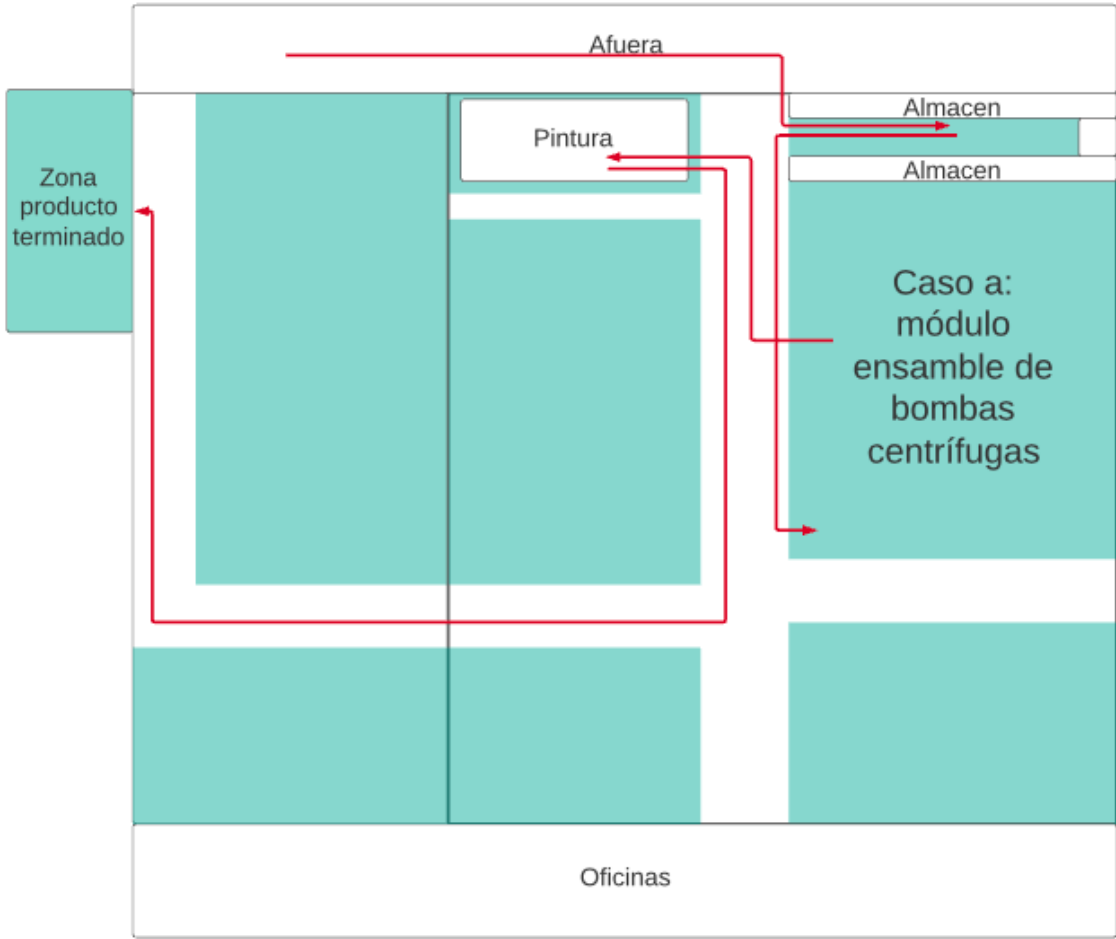 Afuera
Almacen
Pintura
Almacen
Zona
producto
terminado
Caso a:
módulo
ensamble de
bombas
centrífugas
Oficinas